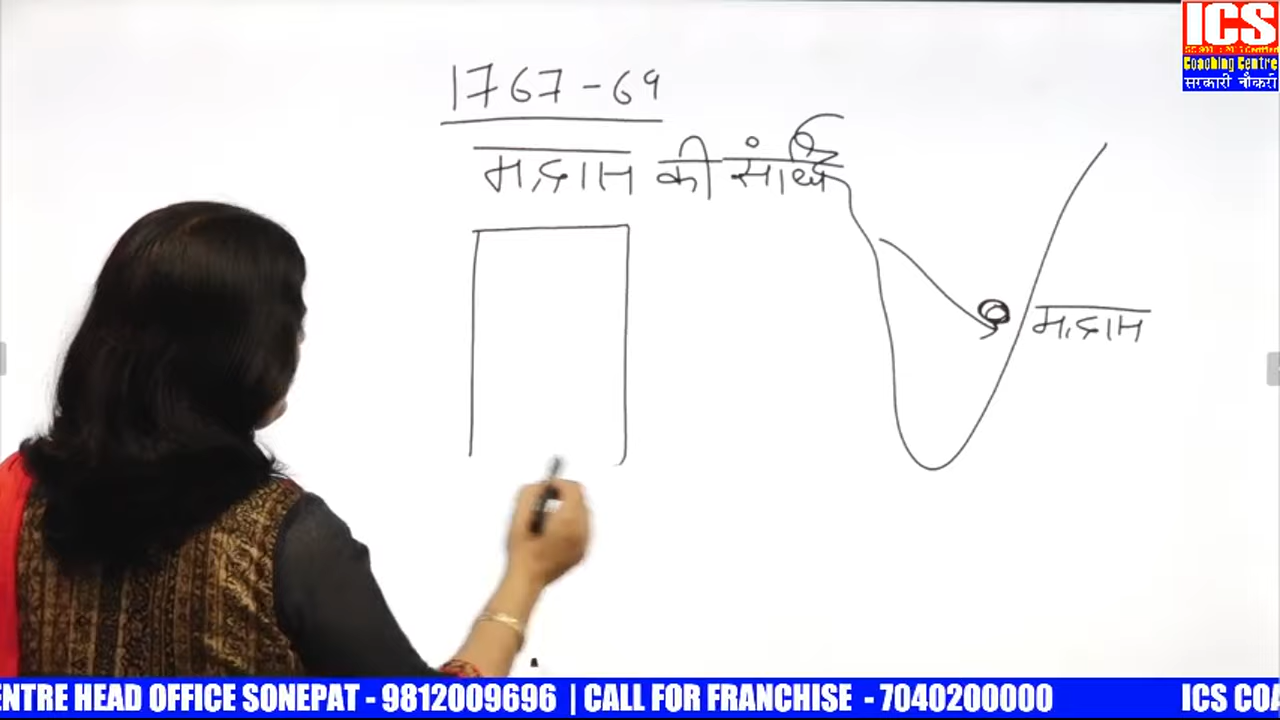 ICS
Coaching Centre
सरकारी नौकरी
1767-69
मद्रास की संधि
मद्रास
ENTRE HEAD OFFICE SONEPAT - 9812009696 | CALL FOR FRANCHISE - 7040200000 ICS COA